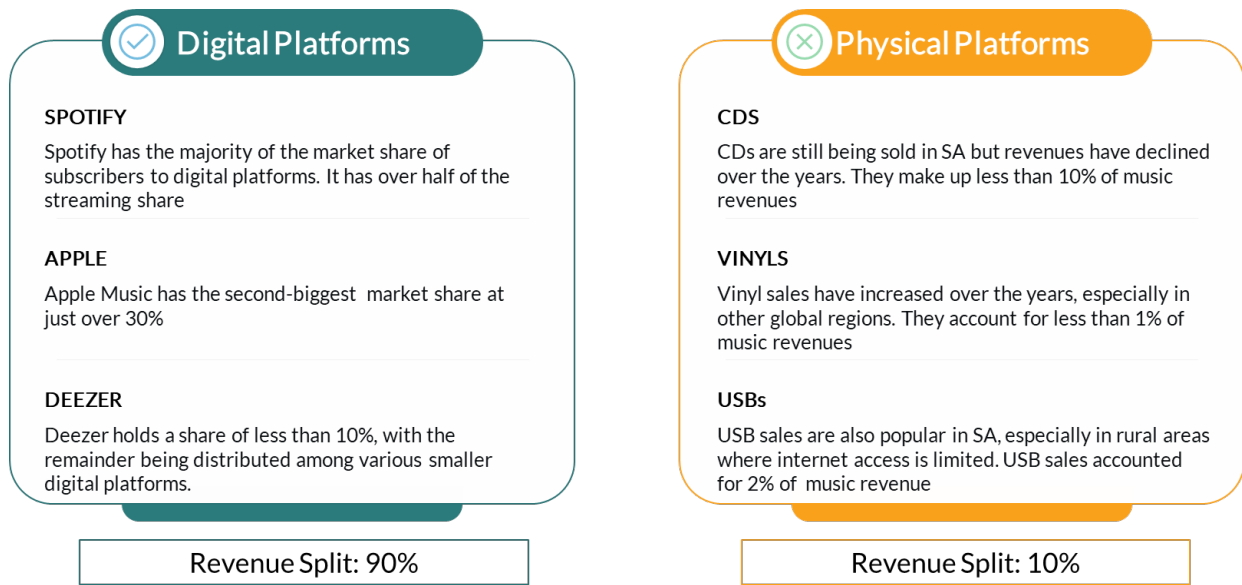 Digital Platforms
SPOTIFY
Spotify has the majority of the market share of
subscribers to digital platforms. It has over half of the
streaming share
APPLE
Apple Music has the second-biggest market share at
just over 30%
DEEZER
Deezer holds a share of less than 10%, with the
remainder being distributed among various smaller
digital platforms.
Revenue Split: 90%
Physical Platforms
CDS
CDs are still being sold in SA but revenues have declined
over the years. They make up less than 10% of music
revenues
VINYLS
Vinyl sales have increased over the years, especially in
other global regions. They account for less than 1% of
music revenues
USBs
USB sales are also popular in SA, especially in rural areas
where internet access is limited. USB sales accounted
for 2% of music revenue
Revenue Split: 10%